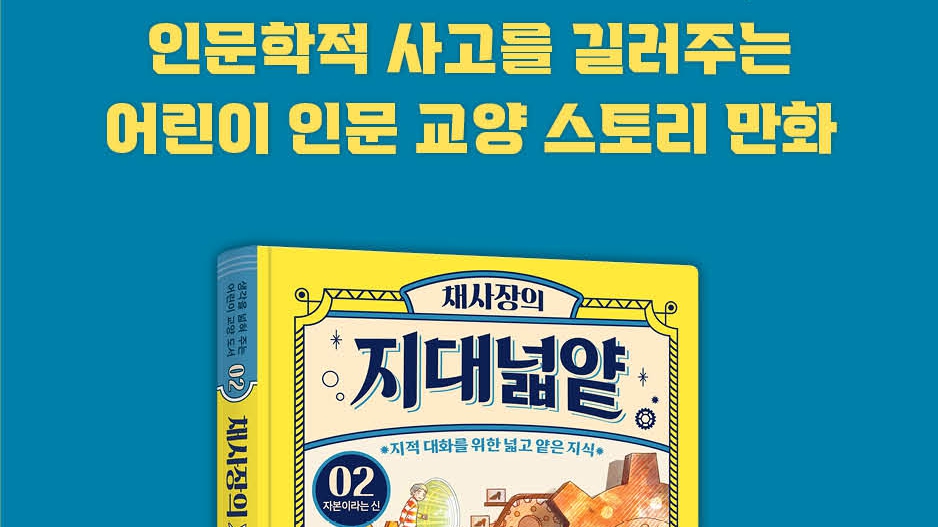 인문학적 사고를 길러주는
어린이 인문 교양 스토리 만화
채사장의
지대넓얕
지적 대화를 위한 넓고 얕은 지식
02
자본이라는 신
생각을 넓혀 주는
어린이 교양 도서
02
채사장의